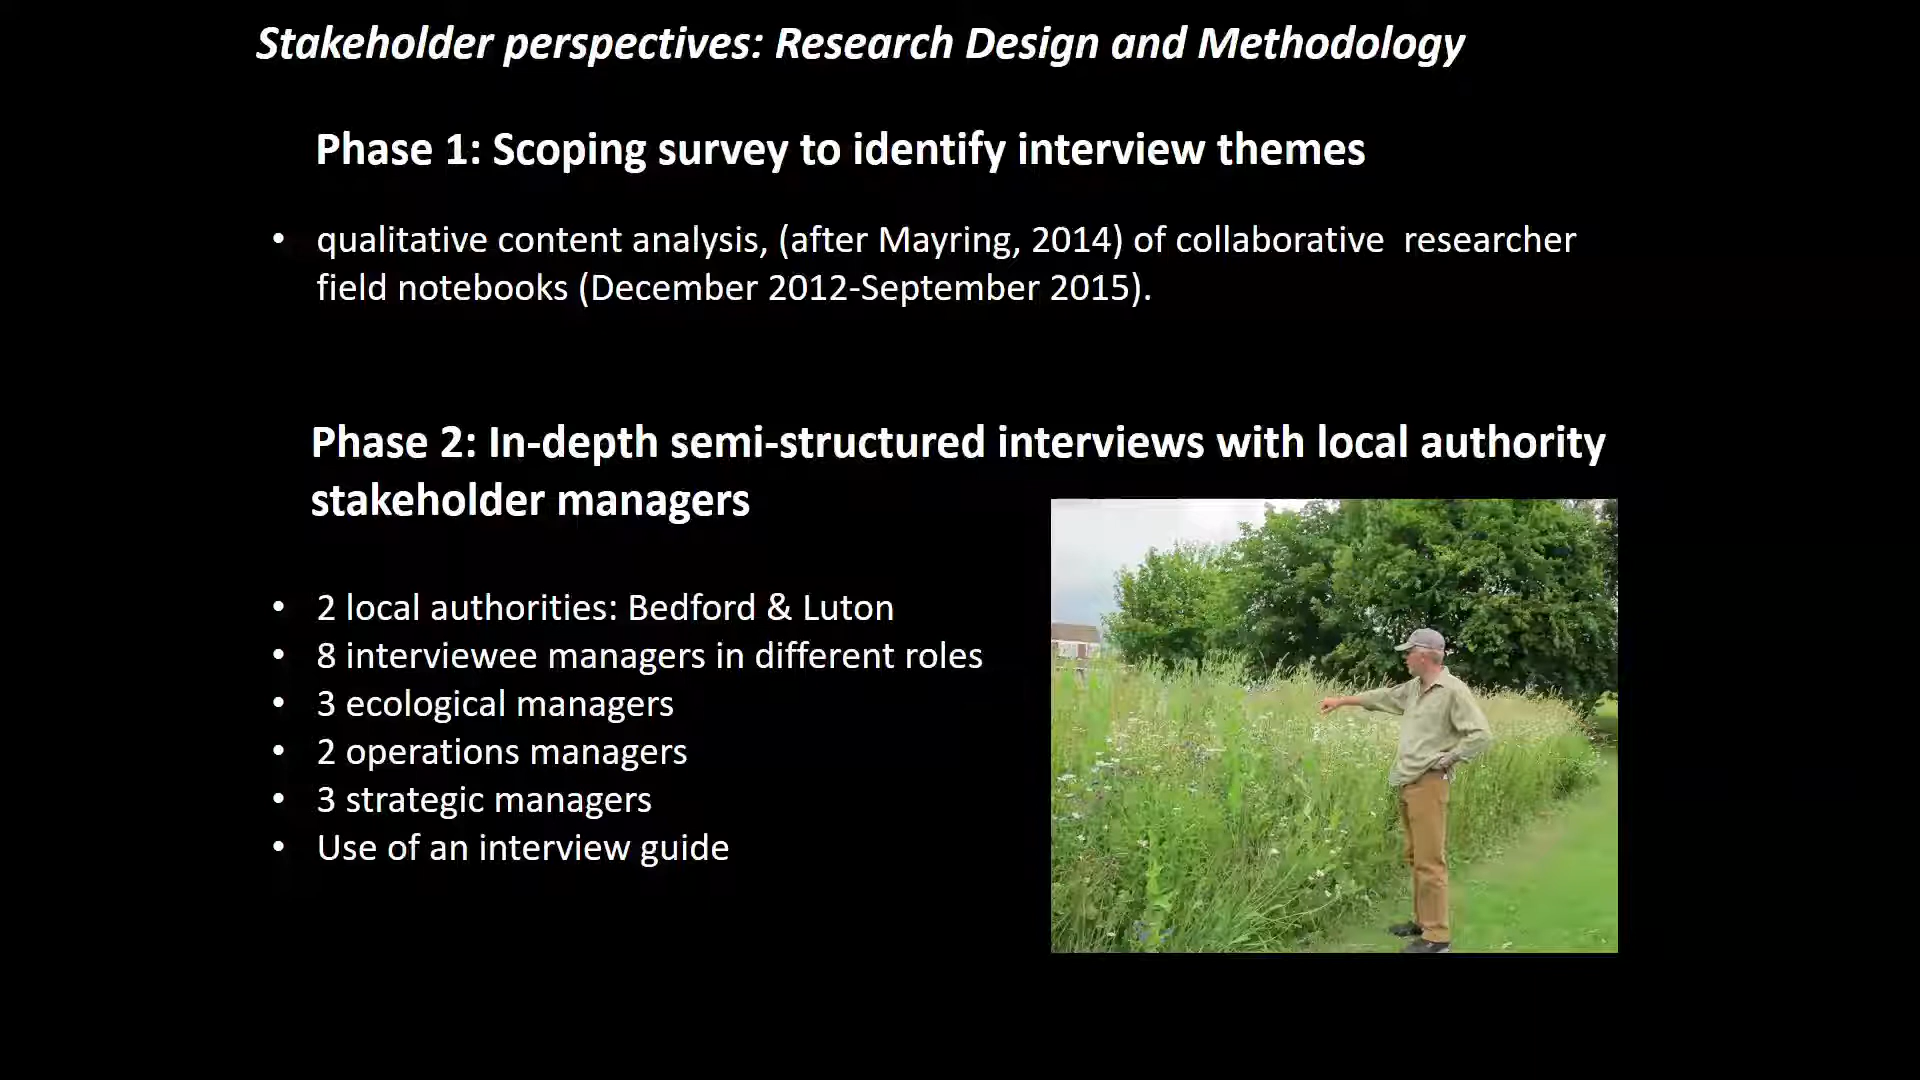 Stakeholder perspectives: Research Design and Methodology
Phase 1: Scoping survey to identify interview themes
• qualitative content analysis, (after Mayring, 2014) of collaborative  researcher
field notebooks (December 2012-September 2015).
Phase 2: In-depth semi-structured interviews with local authority
stakeholder managers
• 2 local authorities: Bedford & Luton
• 8 interviewee managers in different roles
• 3 ecological managers
• 2 operations managers
• 3 strategic managers
• Use of an interview guide